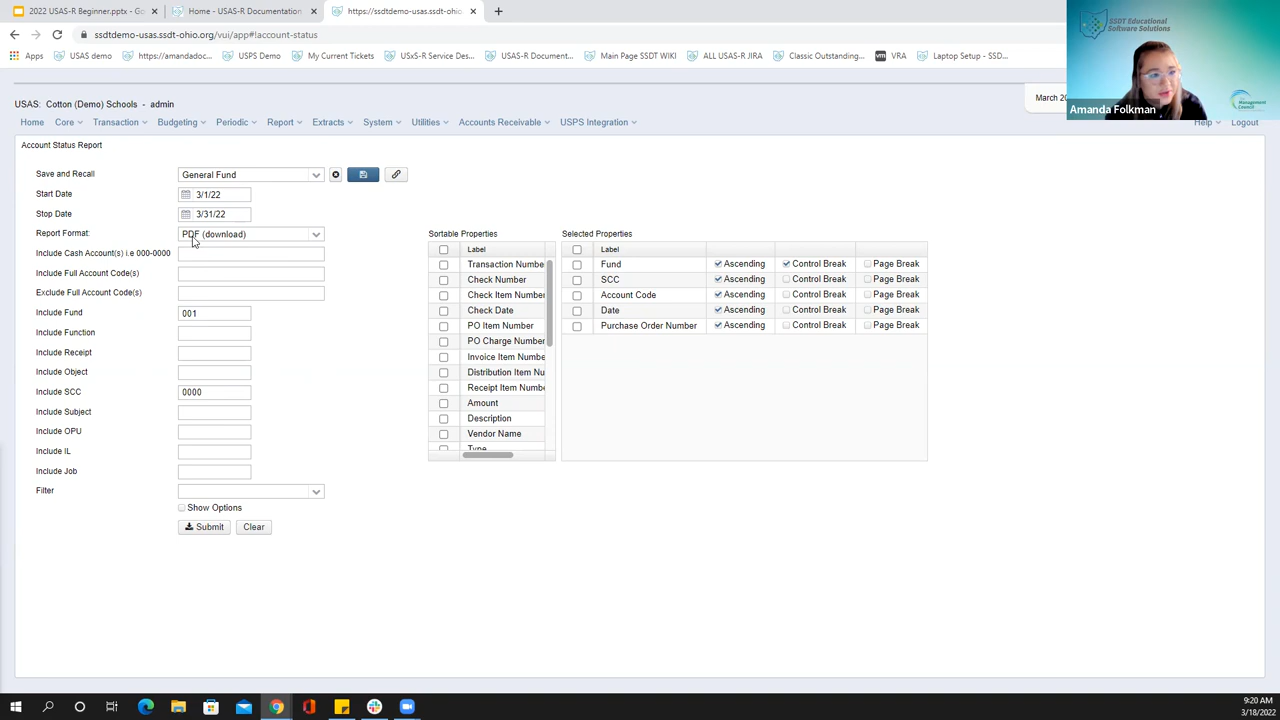 2022 USAS-R Beginner.pptx - Go
Home - USAS-R Documentation
https://ssdtdemo-usas.ssdt-ohio
ssdtdemo-usas.ssdt-ohio.org/vui/app#!account-status
Apps
USAS demo
https://amandadoc...
USPS Demo
My Current Tickets
USxS-R Service Des...
USAS-R Document...
Main Page SSDT WIKI
ALL USAS-R JIRA
Classic Outstanding...
VRA
Laptop Setup - SSD...
SSDT Educational
Software Solutions
Management
Council
Amanda Folkman
USAS: Cotton (Demo) Schools - admin
March 20
Home Core Transaction Budgeting Periodic Report Extracts System Utilities Accounts Receivable USPS Integration Help Logout
Account Status Report
Save and Recall General Fund
Start Date 3/1/22
Stop Date 3/31/22
Report Format: PDF (download)
Include Cash Account(s) i.e 000-0000
Include Full Account Code(s)
Exclude Full Account Code(s)
Include Fund 001
Include Function
Include Receipt
Include Object
Include SCC 0000
Include Subject
Include OPU
Include IL
Include Job
Filter
Show Options
Submit Clear
Sortable Properties
Label
Transaction Numbe
Check Number
Check Item Number
Check Date
PO Item Number
PO Charge Number
Invoice Item Numbe
Distribution Item Nu
Receipt Item Numbe
Amount
Description
Vendor Name
Type
Selected Properties
Label
Fund Ascending Control Break Page Break
SCC Ascending Control Break Page Break
Account Code Ascending Control Break Page Break
Date Ascending Control Break Page Break
Purchase Order Number Ascending Control Break Page Break
9:20 AM
3/18/2022